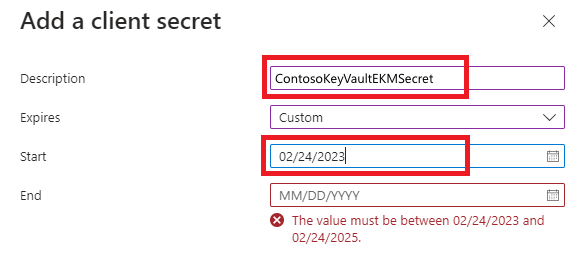 Add a client secret
Description
ContosoKeyVaultEKMSecret
Expires
Custom
Start
02/24/2023
End
MM/DD/YYYY
The value must be between 02/24/2023 and
02/24/2025.